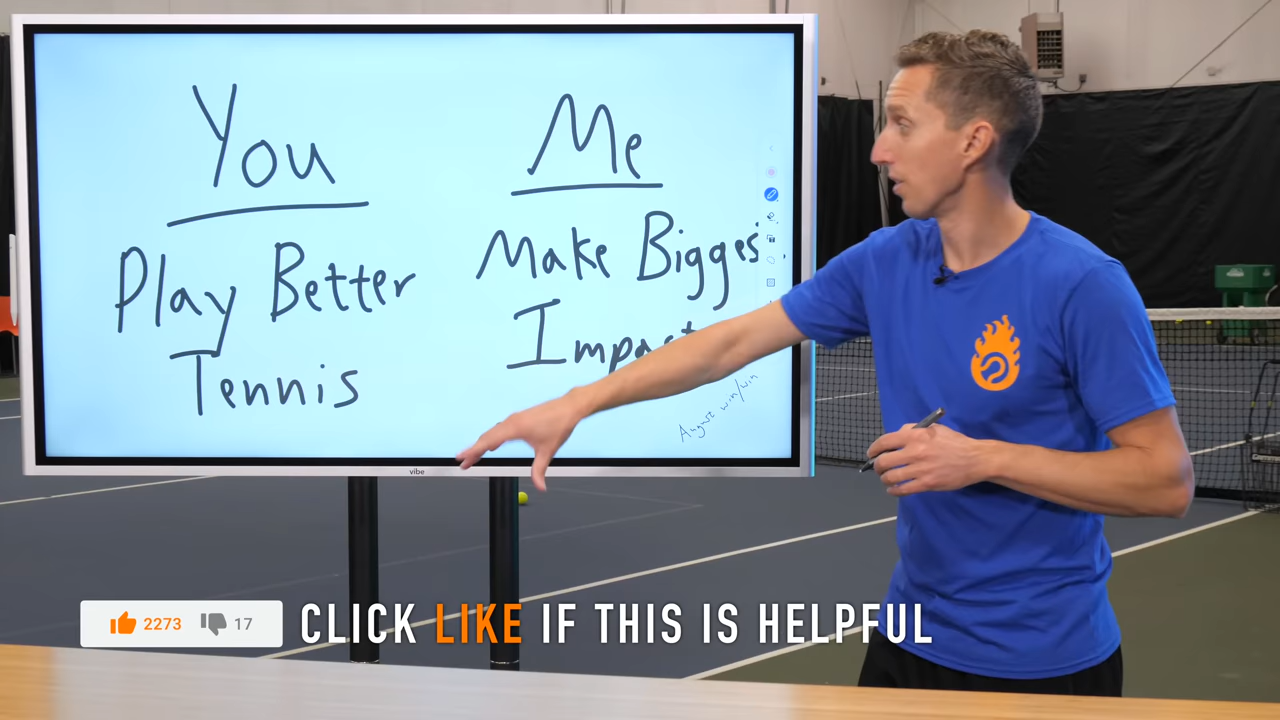 You
Play Better
Tennis
Me
Make Bigges
Impact
August win/win
vibe
2273
17
CLICK LIKE IF THIS IS HELPFUL